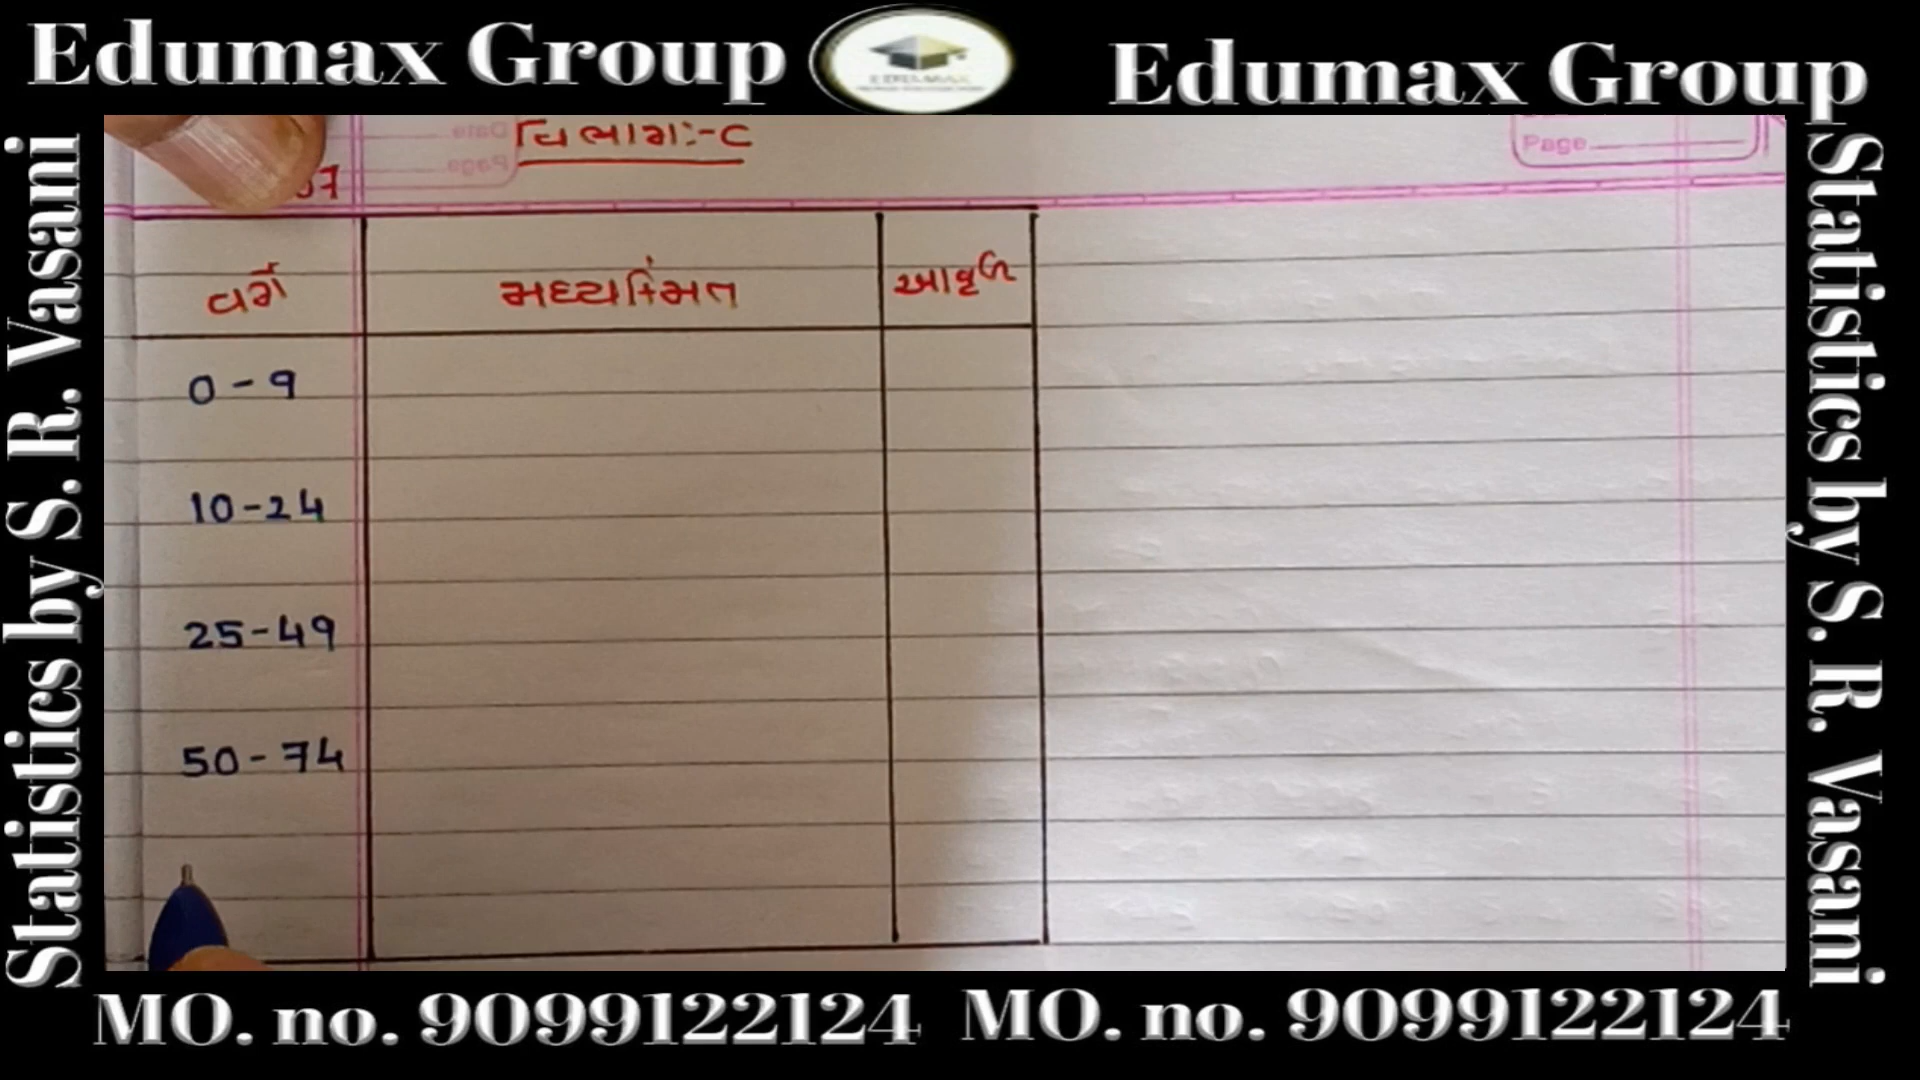 Edumax Group
Edumax Group
Statistics by S. R. Vasani
Statistics by S. R. Vasani
Page
વિભાગ:-C
07
વર્ગ
મધ્યકિંમત
આવૃત્તિ
0-9
10-24
25-49
50-74
MO. no. 9099122124
MO. no. 9099122124